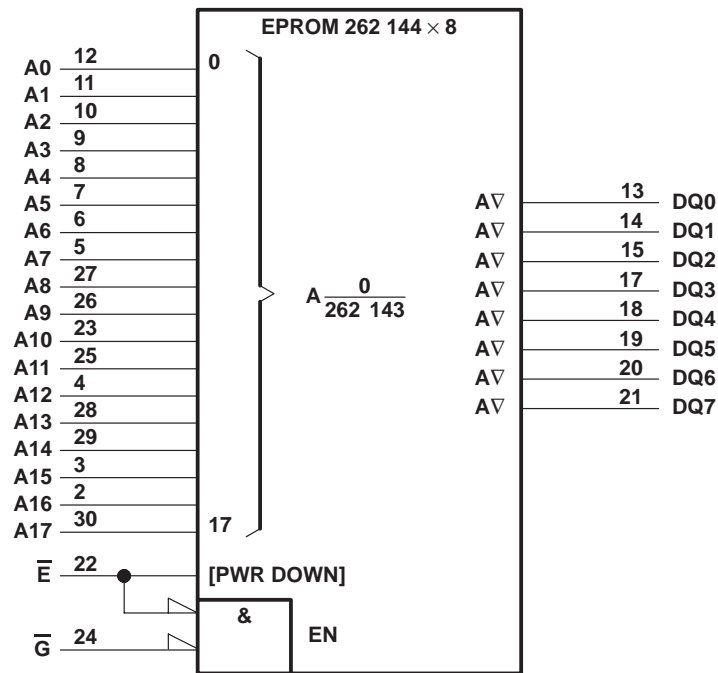 EPROM 262 144 × 8
A0 12 0
A1 11
A2 10
A3 9
A4 8
A5 7
A6 6
A7 5
A8 27
A9 26
A10 23
A11 25
A12 4
A13 28
A14 29
A15 3
A16 2
A17 30 17
A 0
262 143
A∇ 13 DQ0
A∇ 14 DQ1
A∇ 15 DQ2
A∇ 17 DQ3
A∇ 18 DQ4
A∇ 19 DQ5
A∇ 20 DQ6
A∇ 21 DQ7
E̅ 22 [PWR DOWN]
&
EN
G̅ 24